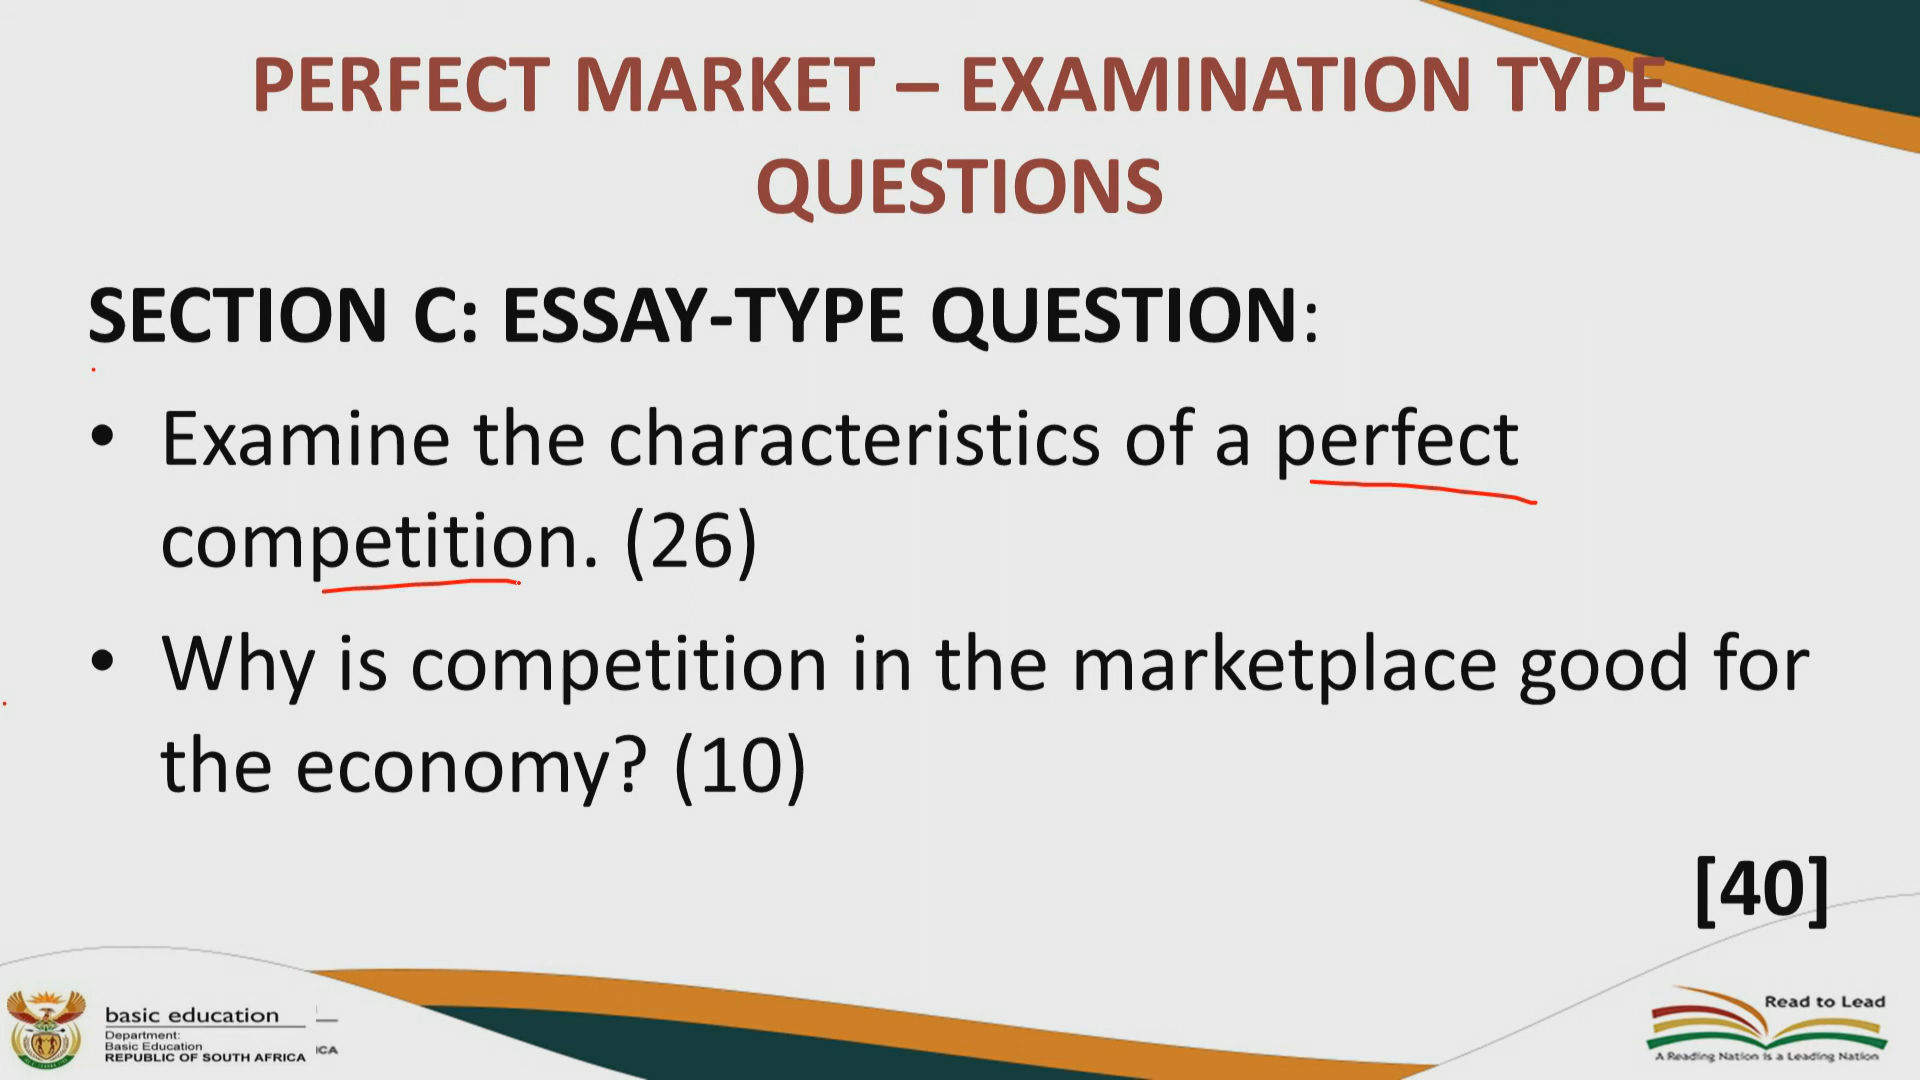 PERFECT MARKET – EXAMINATION TYPE
QUESTIONS
SECTION C: ESSAY-TYPE QUESTION:
• Examine the characteristics of a perfect
competition. (26)
• Why is competition in the marketplace good for
the economy? (10)
[40]
basic education
Department:
Basic Education
REPUBLIC OF SOUTH AFRICA
ICA
Read to Lead
A Reading Nation is a Leading Nation